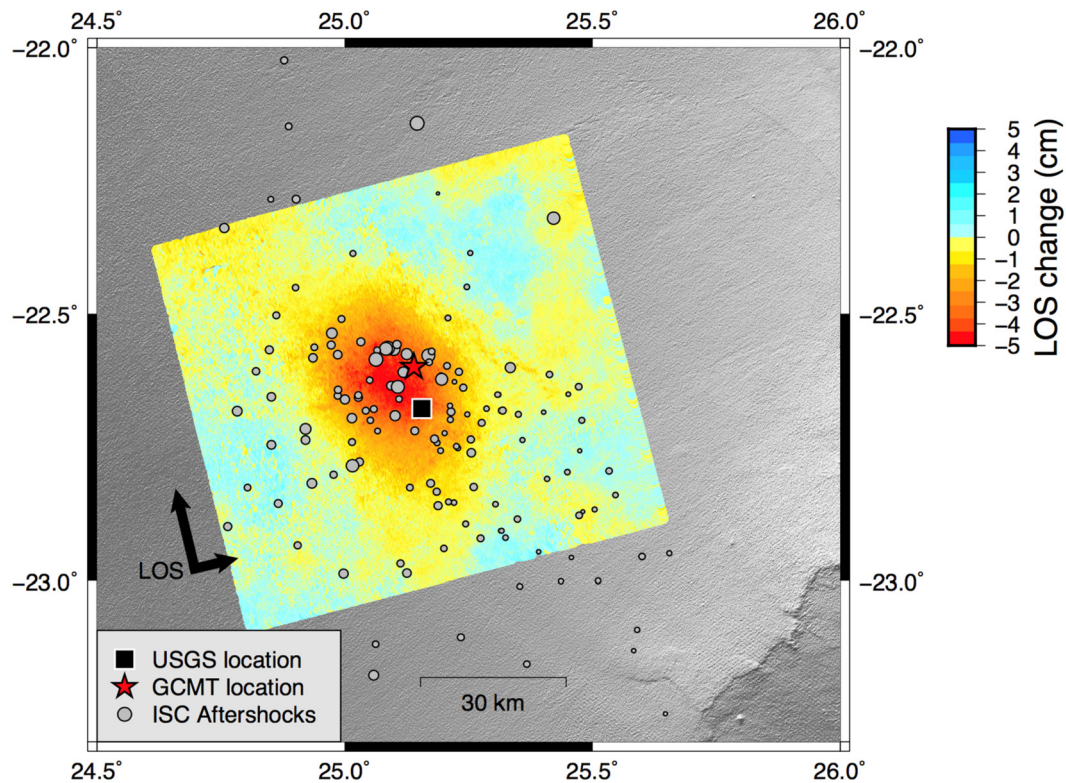 24.5˚ 25.0˚ 25.5˚ 26.0˚
−22.0˚ −22.0˚
−22.5˚ −22.5˚
−23.0˚ −23.0˚
24.5˚ 25.0˚ 25.5˚ 26.0˚
LOS
USGS location
GCMT location
ISC Aftershocks
30 km
5
4
3
2
1
0
−1
−2
−3
−4
−5
LOS change (cm)